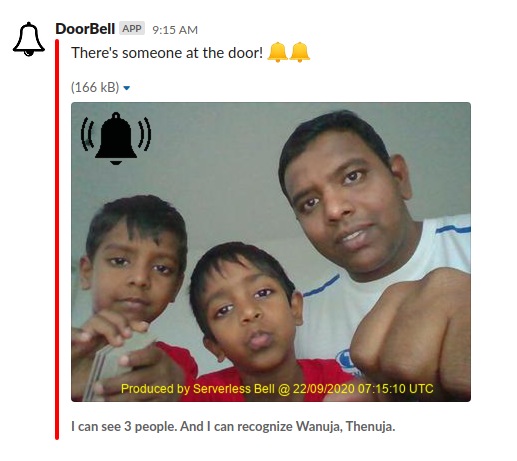 DoorBell APP 9:15 AM
There's someone at the door! 🔔🔔
(166 kB)
Produced by Serverless Bell @ 22/09/2020 07:15:10 UTC
I can see 3 people. And I can recognize Wanuja, Thenuja.